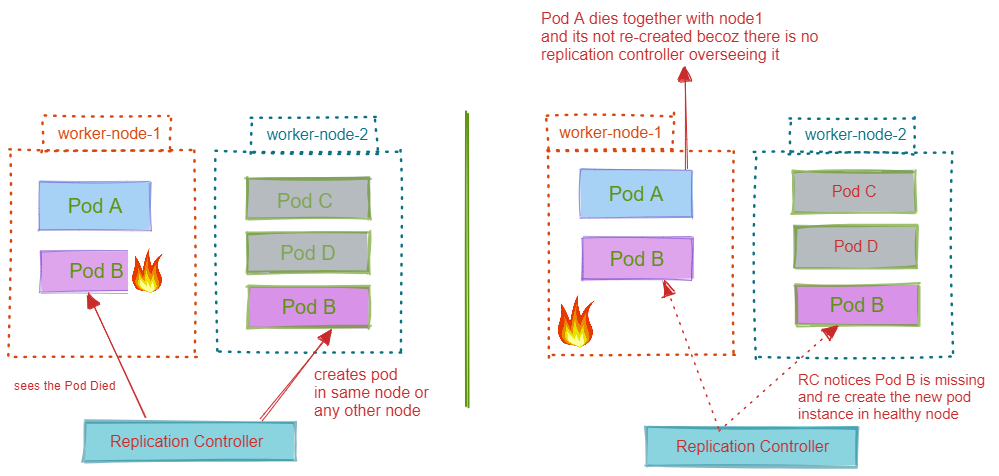 worker-node-1
worker-node-2
Pod A
Pod B
Pod C
Pod D
Pod B
sees the Pod Died
creates pod
in same node or
any other node
Replication Controller
Pod A dies together with node1
and its not re-created becoz there is no
replication controller overseeing it
worker-node-1
worker-node-2
Pod A
Pod B
Pod C
Pod D
Pod B
RC notices Pod B is missing
and re create the new pod
instance in healthy node
Replication Controller